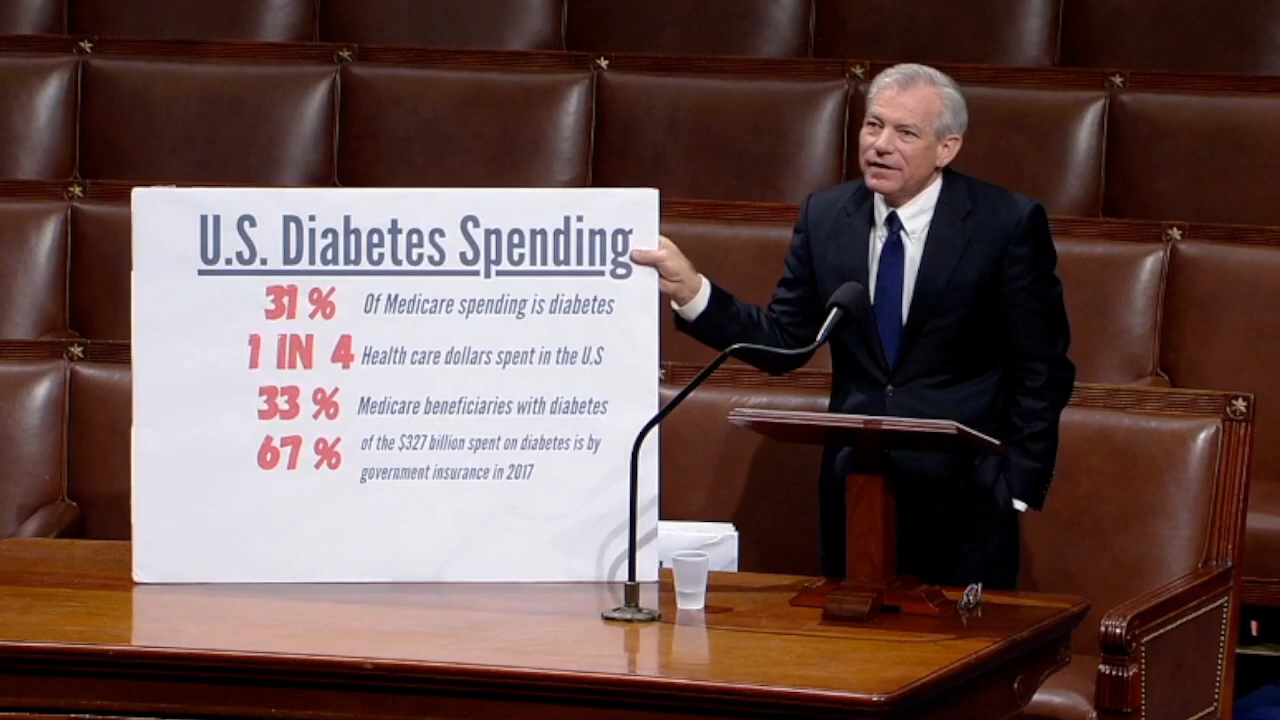 U.S. Diabetes Spending
31 % Of Medicare spending is diabetes
1 IN 4 Health care dollars spent in the U.S
33 % Medicare beneficiaries with diabetes
67 % of the $327 billion spent on diabetes is by
government insurance in 2017